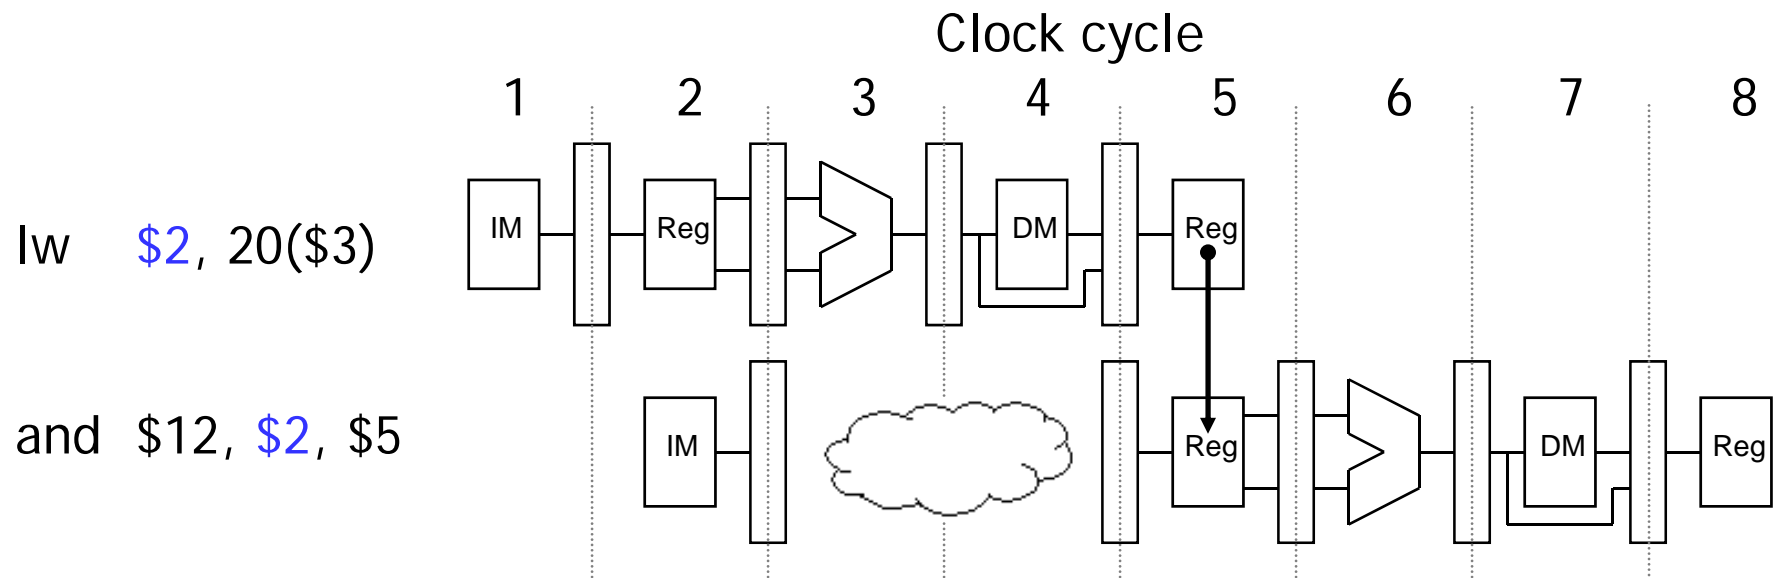 Clock cycle
1 2 3 4 5 6 7 8
lw $2, 20($3)
IM Reg DM Reg
and $12, $2, $5
IM Reg DM Reg